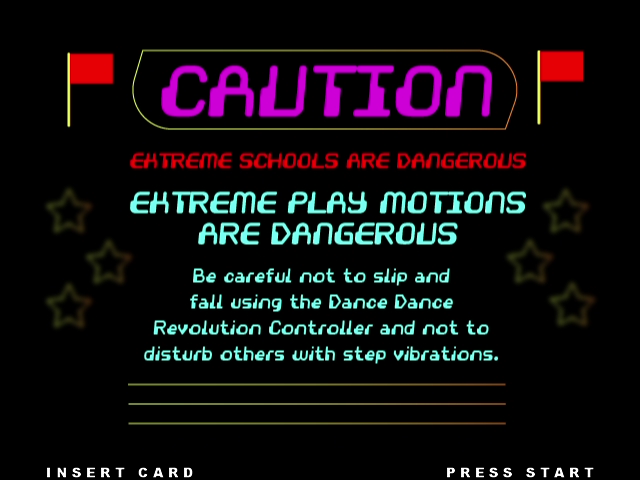 CAUTION
EXTREME SCHOOLS ARE DANGEROUS
EXTREME PLAY MOTIONS
ARE DANGEROUS
Be careful not to slip and
fall using the Dance Dance
Revolution Controller and not to
disturb others with step vibrations.
INSERT CARD
PRESS START